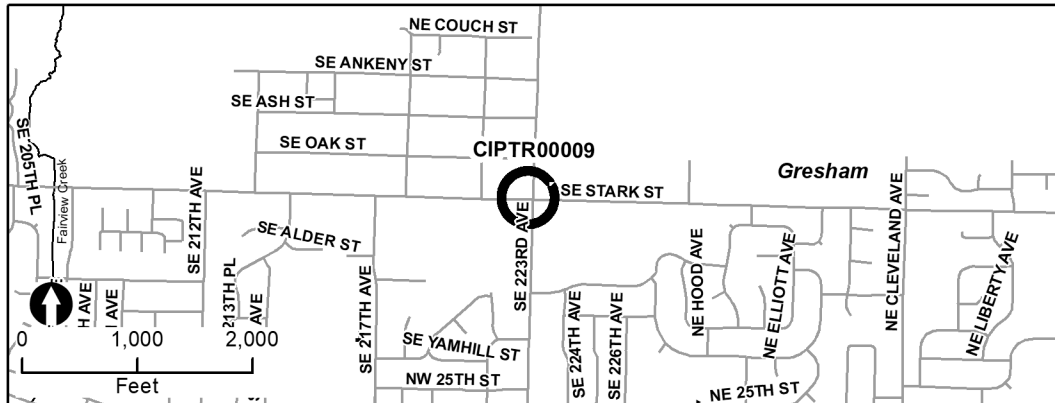 NE COUCH ST
SE ANKENY ST
SE ASH ST
SE OAK ST
CIPTR00009
Gresham
SE STARK ST
SE 205TH PL
Fairview Creek
SE 212TH AVE
SE ALDER ST
SE 223RD AVE
NE CLEVELAND AVE
NE HOOD AVE
NE ELLIOTT AVE
NE LIBERTY AVE
H AVE
AVE
213TH PL
AVE
SE 217TH AVE
SE 224TH AVE
SE 226TH AVE
SE YAMHILL ST
NW 25TH ST
NE 25TH ST
0 1,000 2,000
Feet